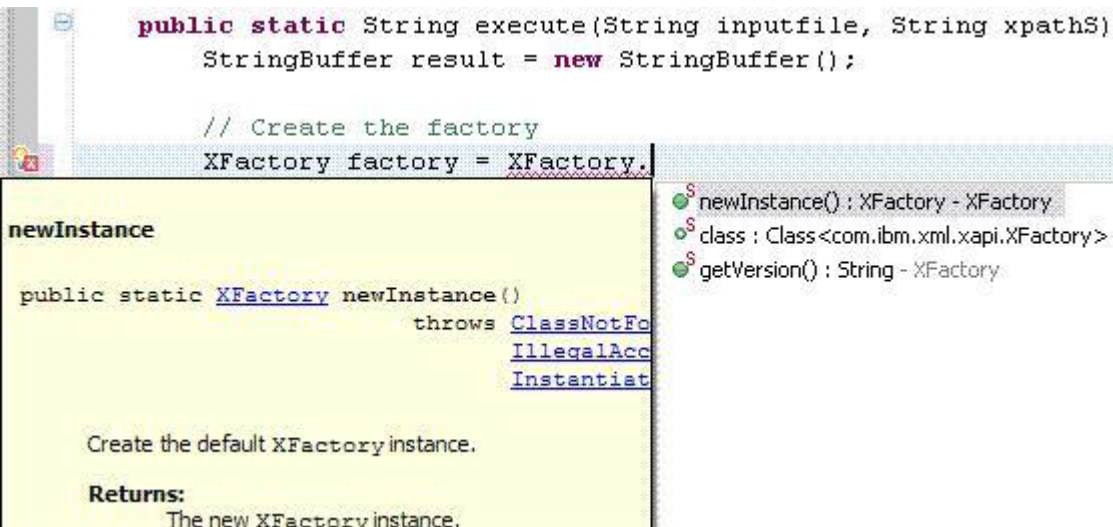 public static String execute(String inputfile, String xpathS)
StringBuffer result = new StringBuffer();
// Create the factory
XFactory factory = XFactory.
newInstance
public static XFactory newInstance()
throws ClassNotFo
IllegalAcc
Instantiat
Create the default XFactory instance.
Returns:
The new XFactory instance.
newInstance() : XFactory - XFactory
class : Class<com.ibm.xml.xapi.XFactory>
getVersion() : String - XFactory